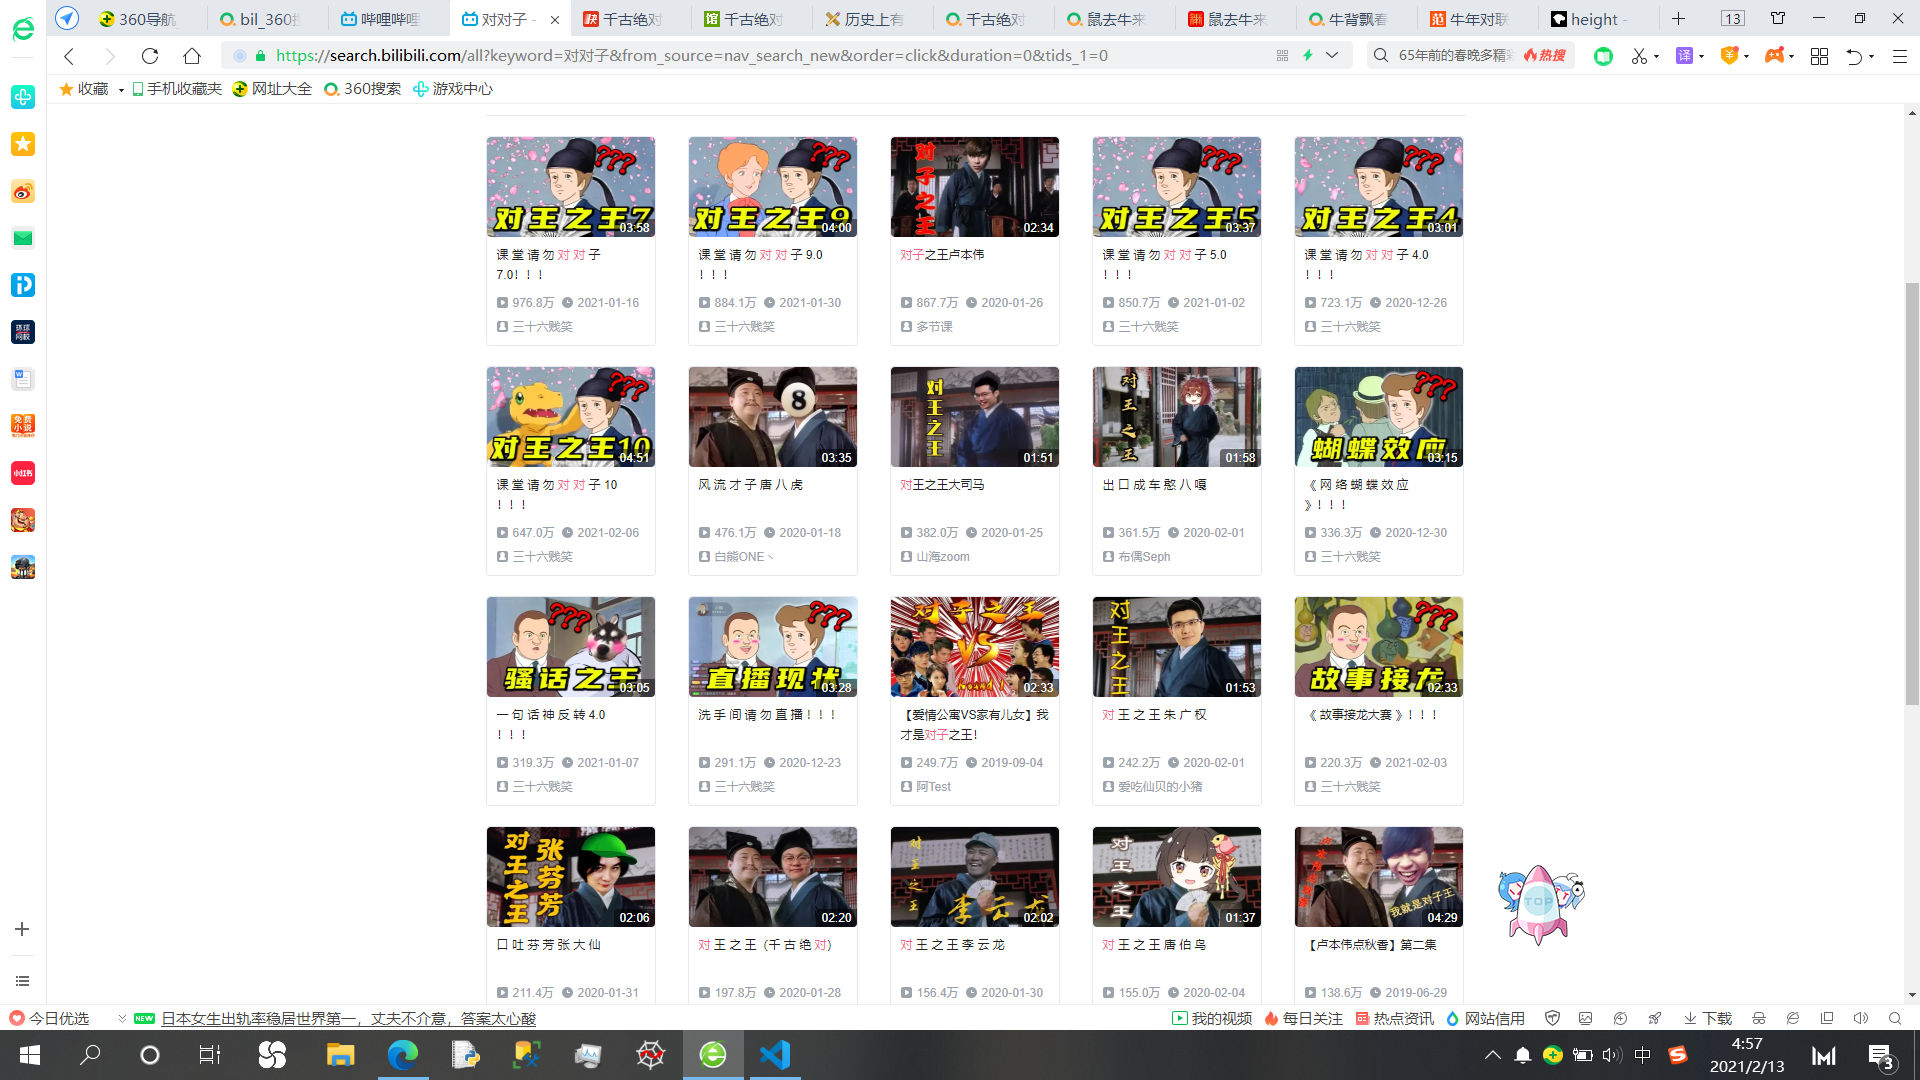 360导航
bil_360搜
哔哩哔哩
对对子 -
千古绝对
千古绝对
历史上有
千古绝对
鼠去牛来
鼠去牛来
牛背飘春
牛年对联
height -
13
https://search.bilibili.com/all?keyword=对对子&from_source=nav_search_new&order=click&duration=0&tids_1=0
65年前的春晚多精彩
热搜
译
收藏
手机收藏夹
网址大全
360搜索
游戏中心
对王之王7
03:58
对王之王9
04:00
对子之王
02:34
对王之王5
03:37
对王之王4
03:01
课 堂 请 勿 对 对 子
7.0！！！
课 堂 请 勿 对 对 子 9.0
！！！
对子之王卢本伟
课 堂 请 勿 对 对 子 5.0
！！！
课 堂 请 勿 对 对 子 4.0
！！！
976.8万 2021-01-16
884.1万 2021-01-30
867.7万 2020-01-26
850.7万 2021-01-02
723.1万 2020-12-26
三十六贱笑
三十六贱笑
多节课
三十六贱笑
三十六贱笑
???
对王之王10
04:51
8
03:35
对王之王
01:51
对王之王
01:58
???
蝴蝶效应
03:15
课 堂 请 勿 对 对 子 10
！！！
风 流 才 子 唐 八 虎
对王之王大司马
出 口 成 车 憨 八 嘎
《 网 络 蝴 蝶 效 应
》！！！
647.0万 2021-02-06
476.1万 2020-01-18
382.0万 2020-01-25
361.5万 2020-02-01
336.3万 2020-12-30
三十六贱笑
白熊ONE丶
山海zoom
布偶Seph
三十六贱笑
???
骚话之王
03:05
???
直播现状
03:28
对子之王
VS
02:33
对王之王
01:53
???
故事接龙
02:33
一 句 话 神 反 转 4.0
！！！
洗 手 间 请 勿 直 播！！！
【爱情公寓VS家有儿女】我
才是对子之王！
对 王 之 王 朱 广 权
《 故事接龙大赛 》！！！
319.3万 2021-01-07
291.1万 2020-12-23
249.7万 2019-09-04
242.2万 2020-02-01
220.3万 2021-02-03
三十六贱笑
三十六贱笑
阿Test
爱吃仙贝的小猪
三十六贱笑
对王之王
张芬芳
02:06
02:20
对王之王
李云龙
02:02
对王之王
01:37
我就是对子王
04:29
TOP
口 吐 芬 芳 张 大 仙
对 王 之 王（千 古 绝 对）
对 王 之 王 李 云 龙
对 王 之 王 唐 伯 鸟
【卢本伟点秋香】第二集
211.4万 2020-01-31
197.8万 2020-01-28
156.4万 2020-01-30
155.0万 2020-02-04
138.6万 2019-06-29
今日优选
NEW
日本女生出轨率稳居世界第一，丈夫不介意，答案太心酸
我的视频
每日关注
热点资讯
网站信用
下载
中
4:57
2021/2/13
3